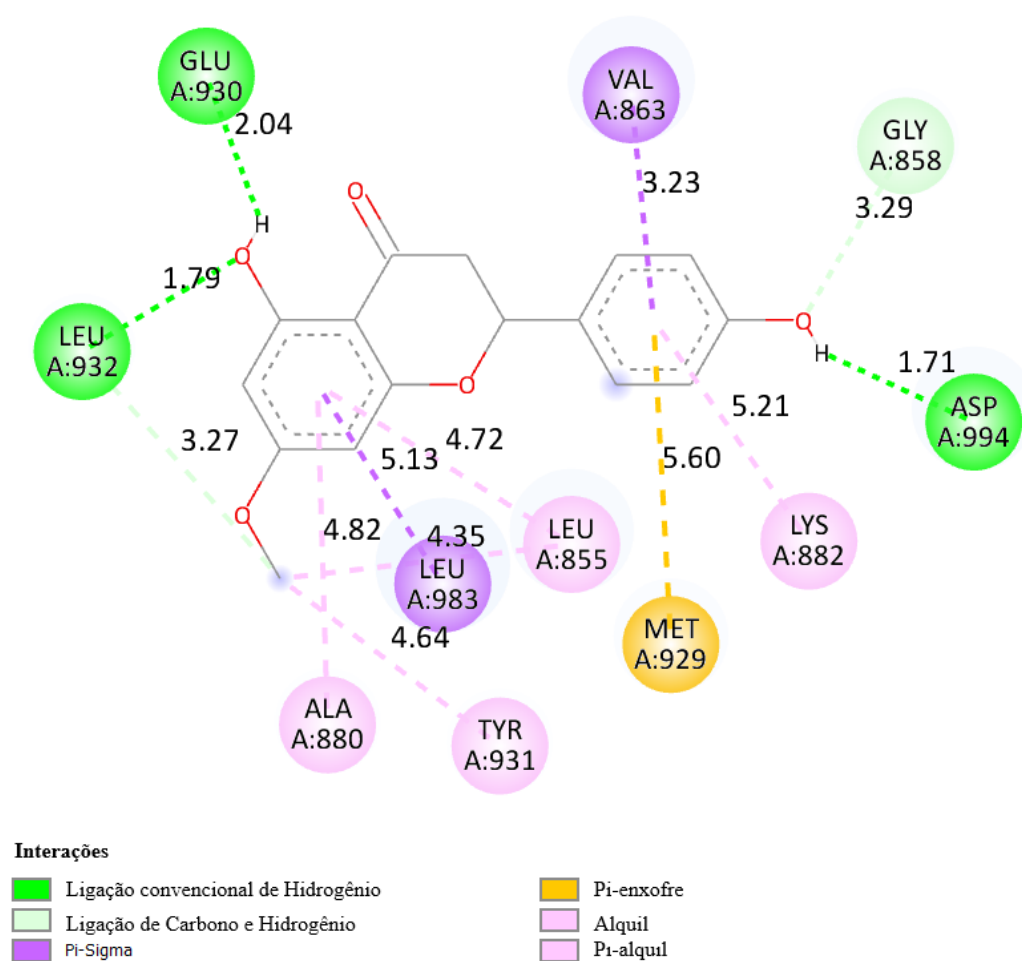 GLU
A:930
2.04
VAL
A:863
GLY
A:858
3.23
3.29
O
H
O
1.79
O
H
LEU
A:932
1.71
O
ASP
A:994
3.27
5.13
4.72
5.21
5.60
O
4.82
4.35
LEU
A:983
LEU
A:855
LYS
A:882
4.64
MET
A:929
ALA
A:880
TYR
A:931
Interações
Ligação convencional de Hidrogênio
Ligação de Carbono e Hidrogênio
Pi-Sigma
Pi-enxofre
Alquil
Pi-alquil